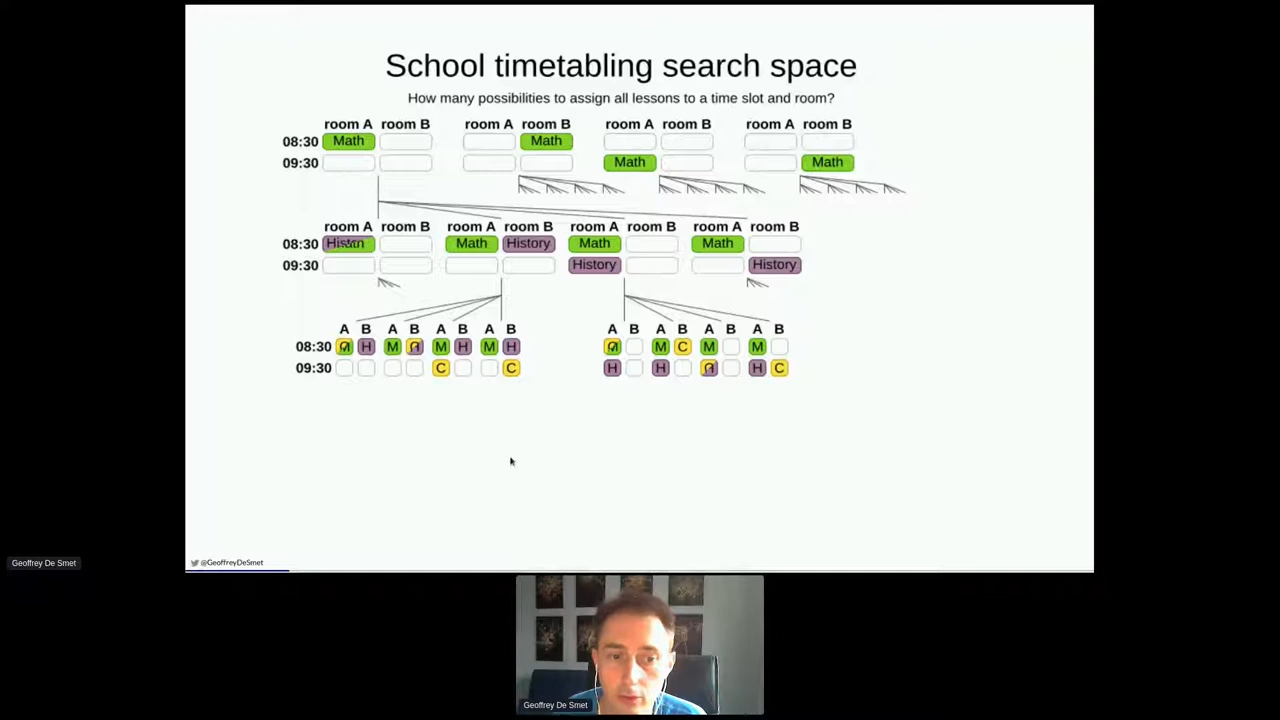 School timetabling search space
How many possibilities to assign all lessons to a time slot and room?
room A room B room A room B room A room B room A room B
08:30 Math Math
09:30 Math Math
room A room B room A room B room A room B room A room B
08:30 Math History Math Math
09:30 History History
A B A B A B A B A B A B A B A B
08:30 H M M H M H M C M M
09:30 C C H H H C
@GeoffreyDeSmet
Geoffrey De Smet
Geoffrey De Smet